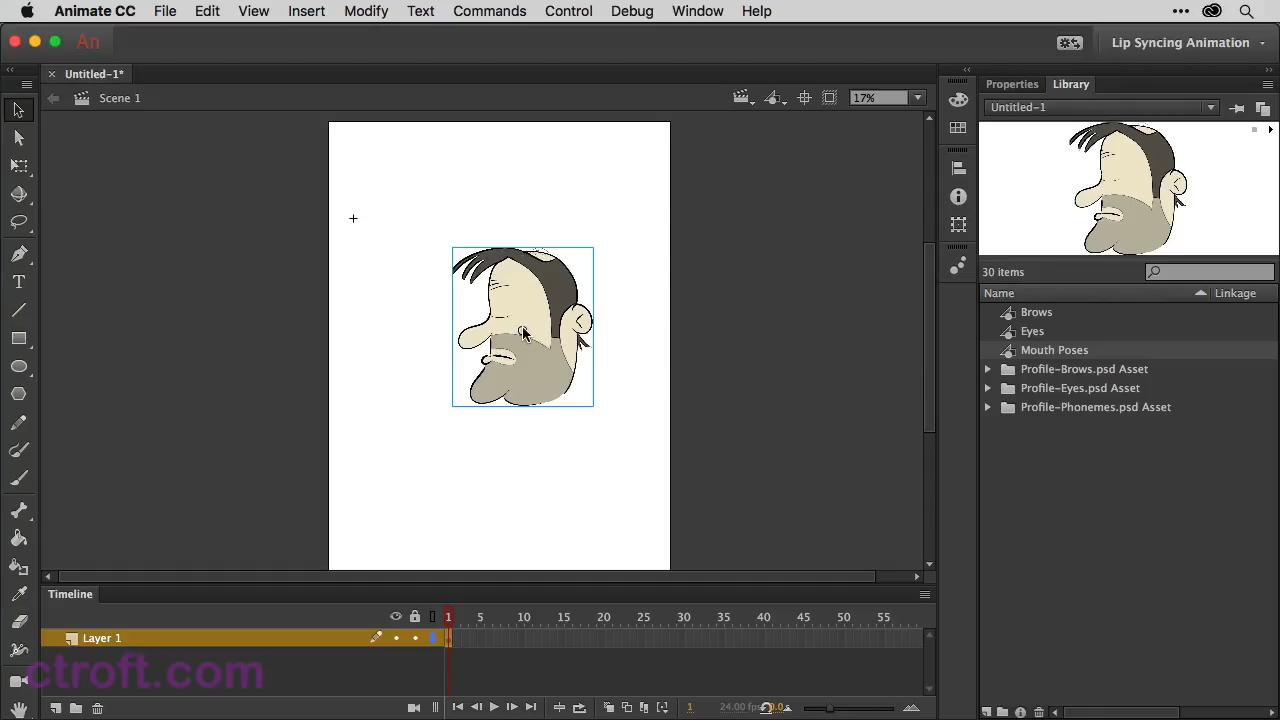 Animate CC File Edit View Insert Modify Text Commands Control Debug Window Help
An Lip Syncing Animation
Untitled-1*
Properties Library
Scene 1
17%
Untitled-1
30 items
Name Linkage
Brows
Eyes
Mouth Poses
Profile-Brows.psd Asset
Profile-Eyes.psd Asset
Profile-Phonemes.psd Asset
Timeline
1 5 10 15 20 25 30 35 40 45 50 55
Layer 1
ctroft.com
1 24.00 fps